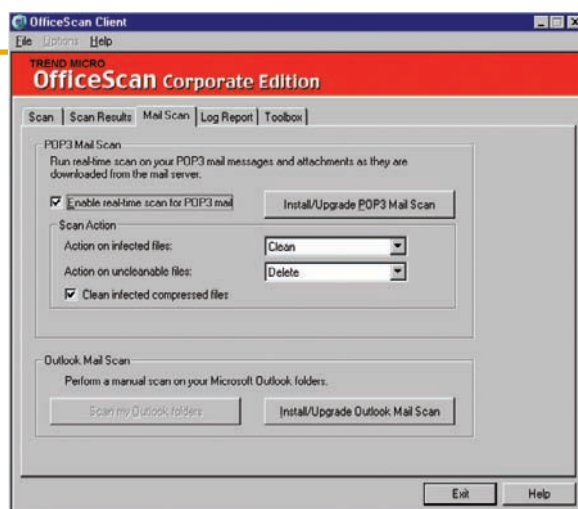 OfficeScan Client
File Options Help
TREND MICRO
OfficeScan Corporate Edition
Scan Scan Results Mail Scan Log Report Toolbox
POP3 Mail Scan
Run real-time scan on your POP3 mail messages and attachments as they are
downloaded from the mail server.
Enable real-time scan for POP3 mail
Install/Upgrade POP3 Mail Scan
Scan Action
Action on infected files: Clean
Action on uncleanable files: Delete
Clean infected compressed files
Outlook Mail Scan
Perform a manual scan on your Microsoft Outlook folders.
Scan my Outlook folders Install/Upgrade Outlook Mail Scan
Exit Help